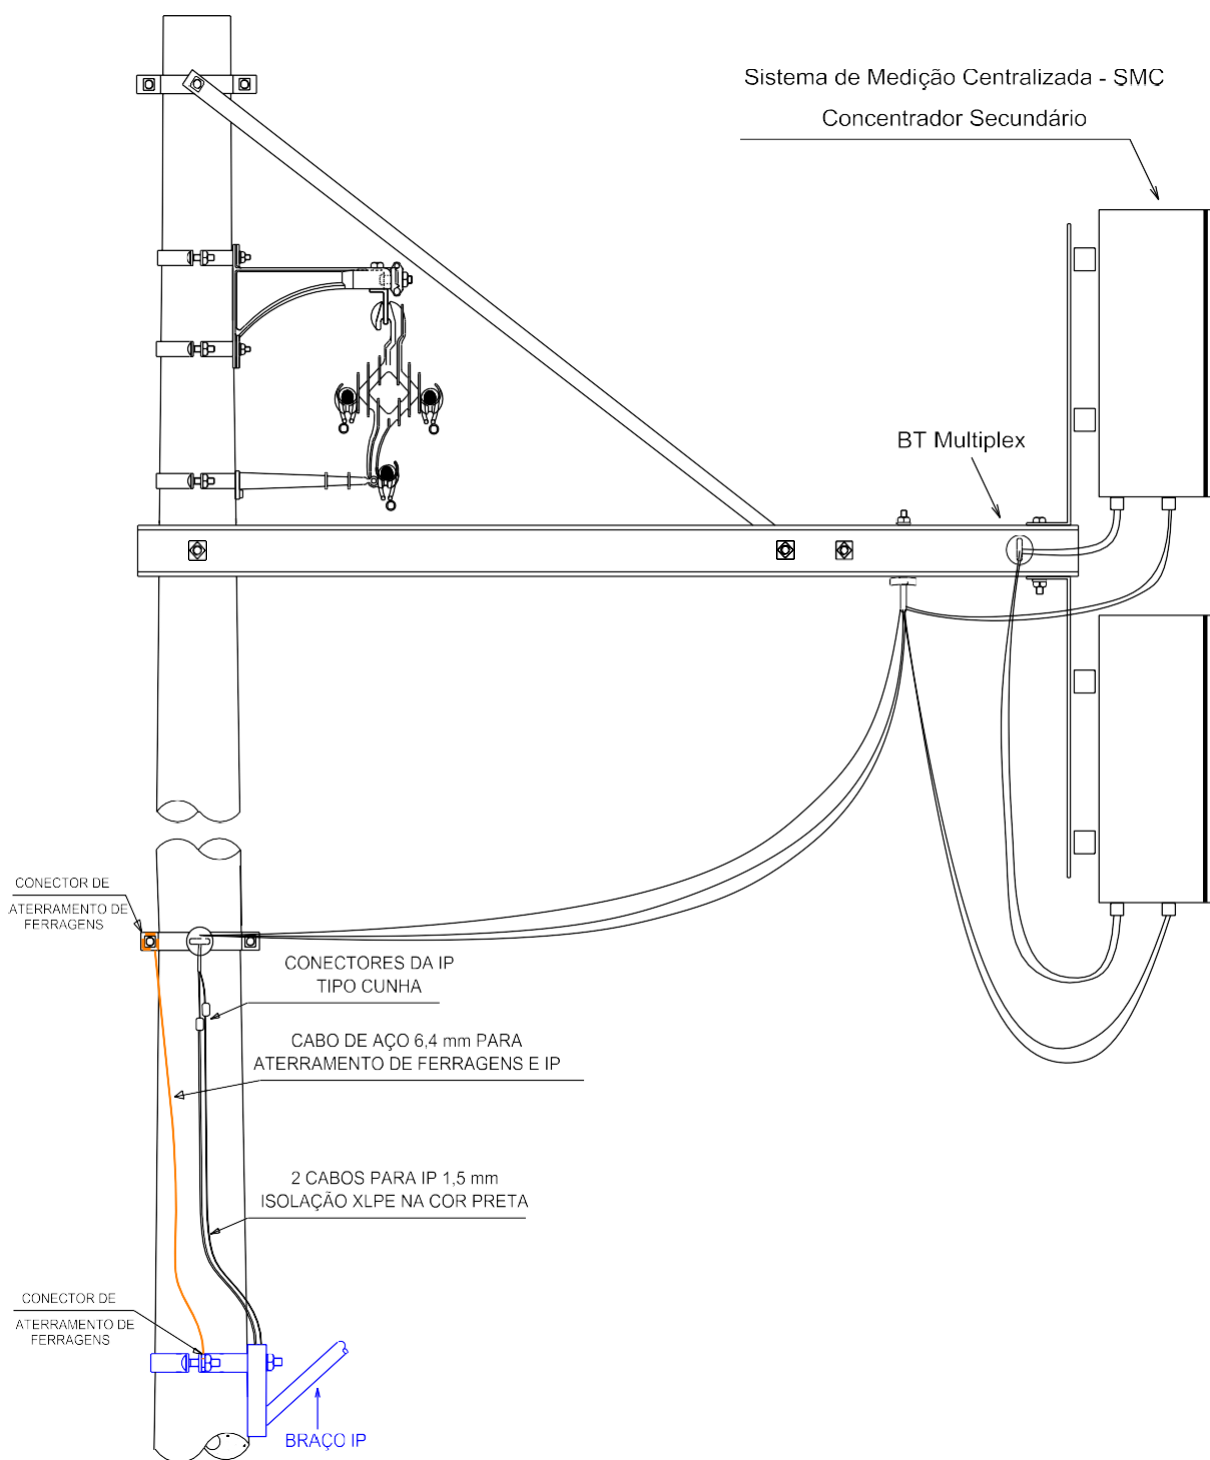 Sistema de Medição Centralizada - SMC
Concentrador Secundário
BT Multiplex
CONECTOR DE
ATERRAMENTO DE
FERRAGENS
CONECTORES DA IP
TIPO CUNHA
CABO DE AÇO 6,4 mm PARA
ATERRAMENTO DE FERRAGENS E IP
2 CABOS PARA IP 1,5 mm
ISOLAÇÃO XLPE NA COR PRETA
CONECTOR DE
ATERRAMENTO DE
FERRAGENS
BRAÇO IP